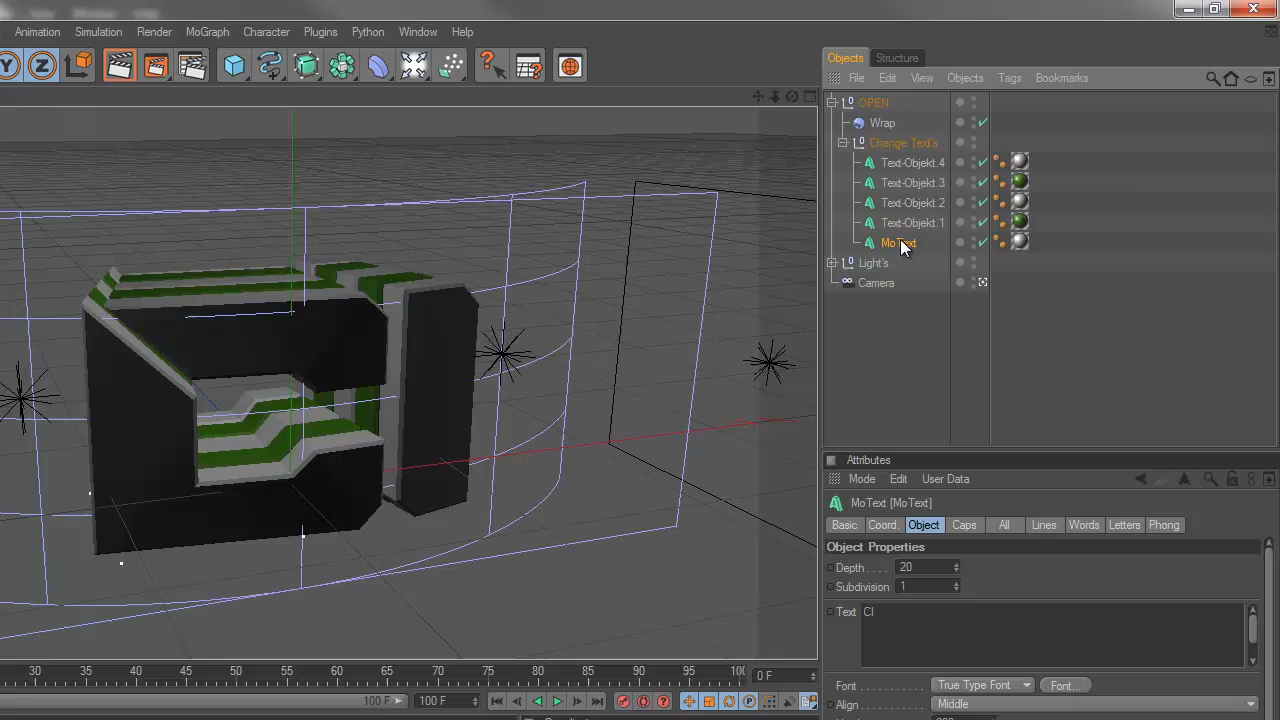 Animation Simulation Render MoGraph Character Plugins Window Help
Y Z
Objects Structure
File Edit View Objects Tags Bookmarks
OPEN
Wrap
Change Text's
Text-Objekt.4
Text-Objekt.3
Text-Objekt.2
Text-Objekt.1
MoText
Light's
Camera
Attributes
Mode Edit User Data
MoText [MoText]
Basic Coord. Object Caps All Lines Words Letters Phong
Object Properties
Depth . . . . 20
Subdivision 1
Text CI
Font True Type Font Font...
Align Middle
30 35 40 45 50 55 60 65 70 75 80 85 90 95 100 0 F
100 F 100 F